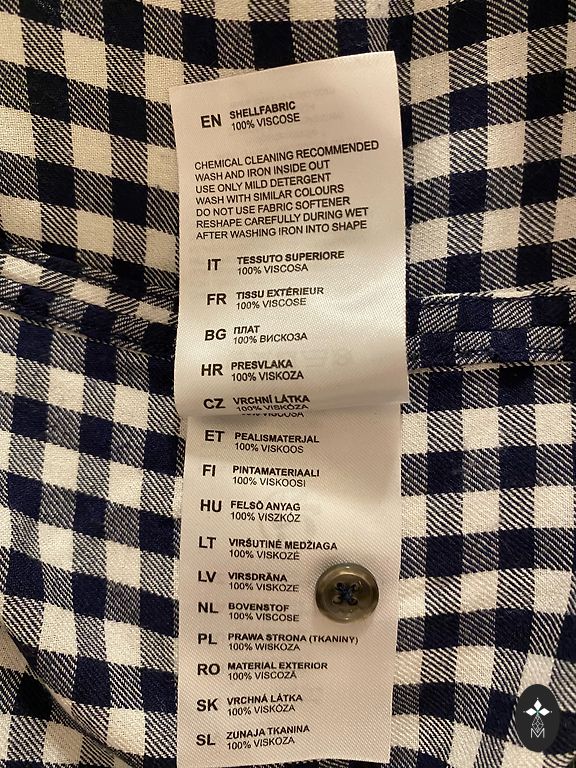 EN SHELLFABRIC
100% VISCOSE
CHEMICAL CLEANING RECOMMENDED
WASH AND IRON INSIDE OUT
USE ONLY MILD DETERGENT
WASH WITH SIMILAR COLOURS
DO NOT USE FABRIC SOFTENER
RESHAPE CAREFULLY DURING WET
AFTER WASHING IRON INTO SHAPE
IT TESSUTO SUPERIORE
100% VISCOSA
FR TISSU EXTÉRIEUR
100% VISCOSE
BG ПЛАТ
100% ВИСКОЗА
HR PRESVLAKA
100% VISKOZA
CZ VRCHNI LÁTKA
100% VISKÓZA
ET PEALISMATERJAL
100% VISKOOS
FI PINTAMATERIAALI
100% VISKOOSI
HU FELSŐ ANYAG
100% VISZKÓZ
LT VIRŠUTINĖ MEDŽIAGA
100% VISKOZĖ
LV VIRSDRĀNA
100% VISKOZE
NL BOVENSTOF
100% VISCOSE
PL PRAWA STRONA (TKANINY)
100% WISKOZA
RO MATERIAL EXTERIOR
100% VISCOZĂ
SK VRCHNÁ LÁTKA
100% VISKÓZA
SL ZUNAJA TKANINA
100% VISKOZA